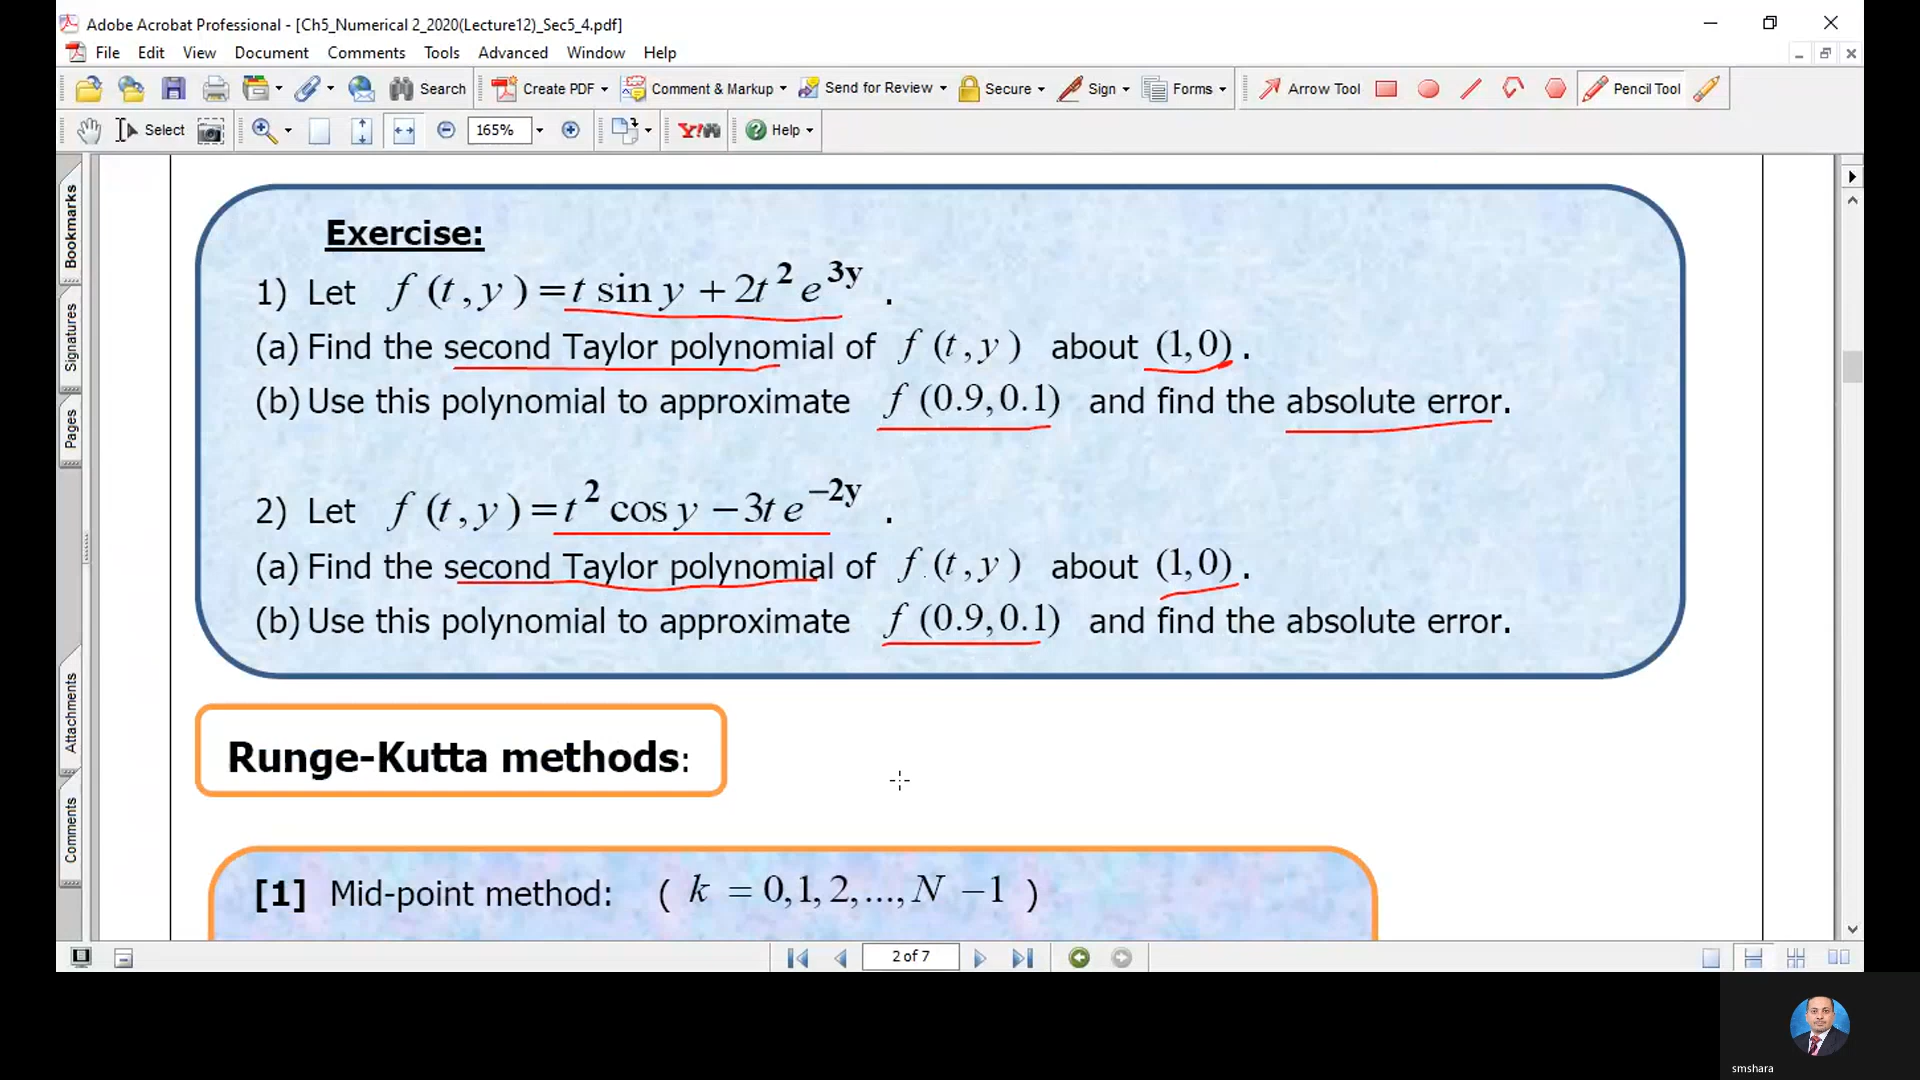 Adobe Acrobat Professional - [Ch5_Numerical 2_2020(Lecture12)_Sec5_4.pdf]
File Edit View Document Comments Tools Advanced Window Help
Search Create PDF Comment & Markup Send for Review Secure Sign Forms Arrow Tool Pencil Tool
Select 165% Y! Help
Bookmarks
Signatures
Pages
Attachments
Comments
Exercise:
1) Let f(t,y)=t sin y+2t²e^{3y}.
(a) Find the second Taylor polynomial of f(t,y) about (1,0).
(b) Use this polynomial to approximate f(0.9,0.1) and find the absolute error.
2) Let f(t,y)=t² cos y−3t e^{−2y}.
(a) Find the second Taylor polynomial of f(t,y) about (1,0).
(b) Use this polynomial to approximate f(0.9,0.1) and find the absolute error.
Runge-Kutta methods:
[1] Mid-point method: ( k = 0,1,2,...,N −1 )
2 of 7
smshara